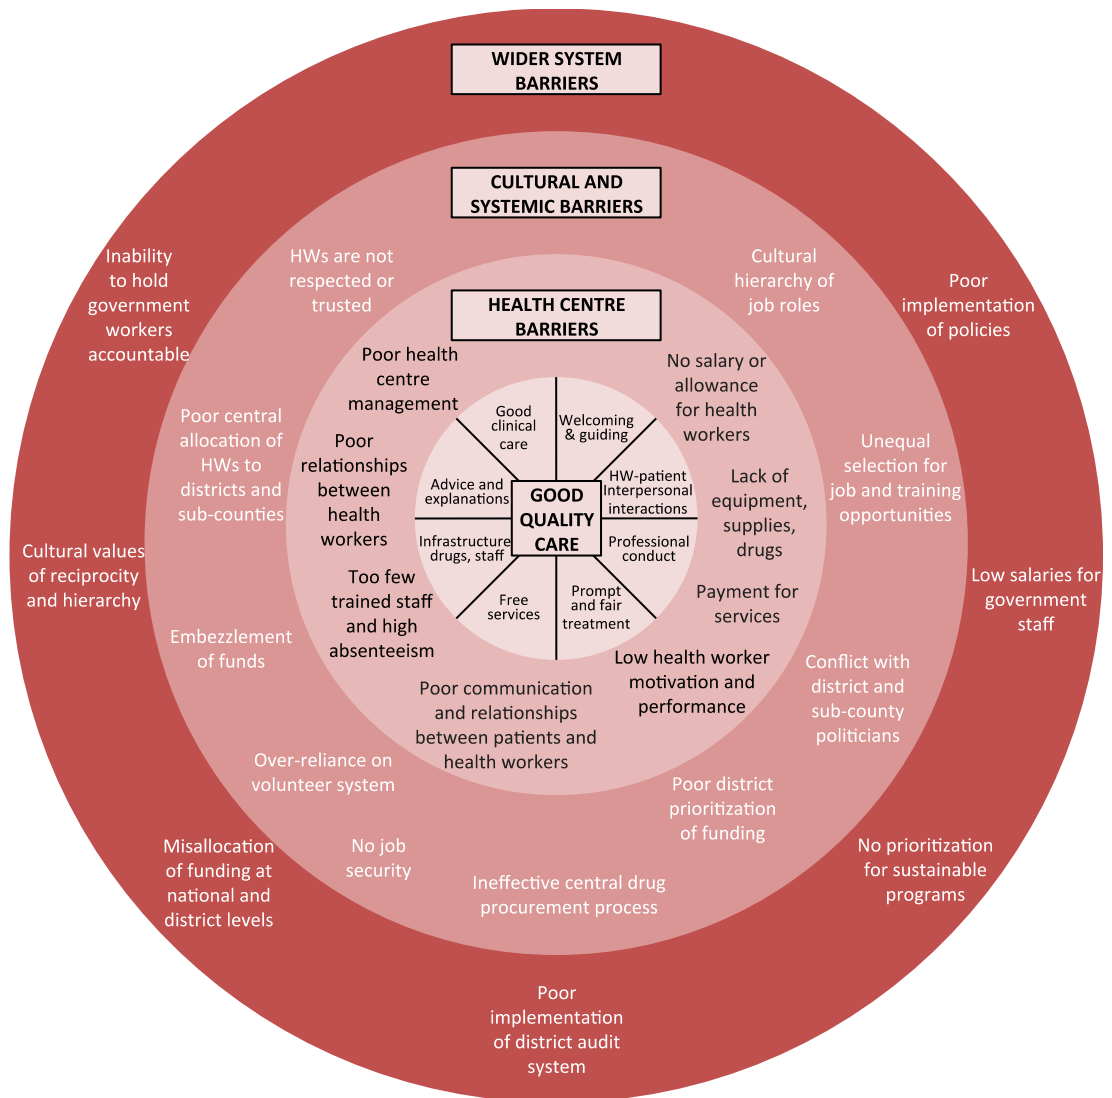 WIDER SYSTEM
BARRIERS
CULTURAL AND
SYSTEMIC BARRIERS
HEALTH CENTRE
BARRIERS
Inability
to hold
government
workers
accountable
HWs are not
respected or
trusted
Cultural
hierarchy of
job roles
Poor
implementation
of policies
Poor health
centre
management
No salary or
allowance
for health
workers
Good
clinical
care
Welcoming
& guiding
Poor central
allocation of
HWs to
districts and
sub-counties
Poor
relationships
between
health
workers
Advice and
explanations
HW-patient
Interpersonal
interactions
GOOD
QUALITY
CARE
Lack of
equipment,
supplies,
drugs
Unequal
selection for
job and training
opportunities
Infrastructure
drugs, staff
Professional
conduct
Cultural values
of reciprocity
and hierarchy
Too few
trained staff
and high
absenteeism
Free
services
Prompt
and fair
treatment
Payment for
services
Low salaries for
government
staff
Embezzlement
of funds
Low health worker
motivation and
performance
Conflict with
district and
sub-county
politicians
Poor communication
and relationships
between patients and
health workers
Over-reliance on
volunteer system
Poor district
prioritization
of funding
Misallocation
of funding at
national and
district levels
No job
security
Ineffective central drug
procurement process
No prioritization
for sustainable
programs
Poor
implementation
of district audit
system